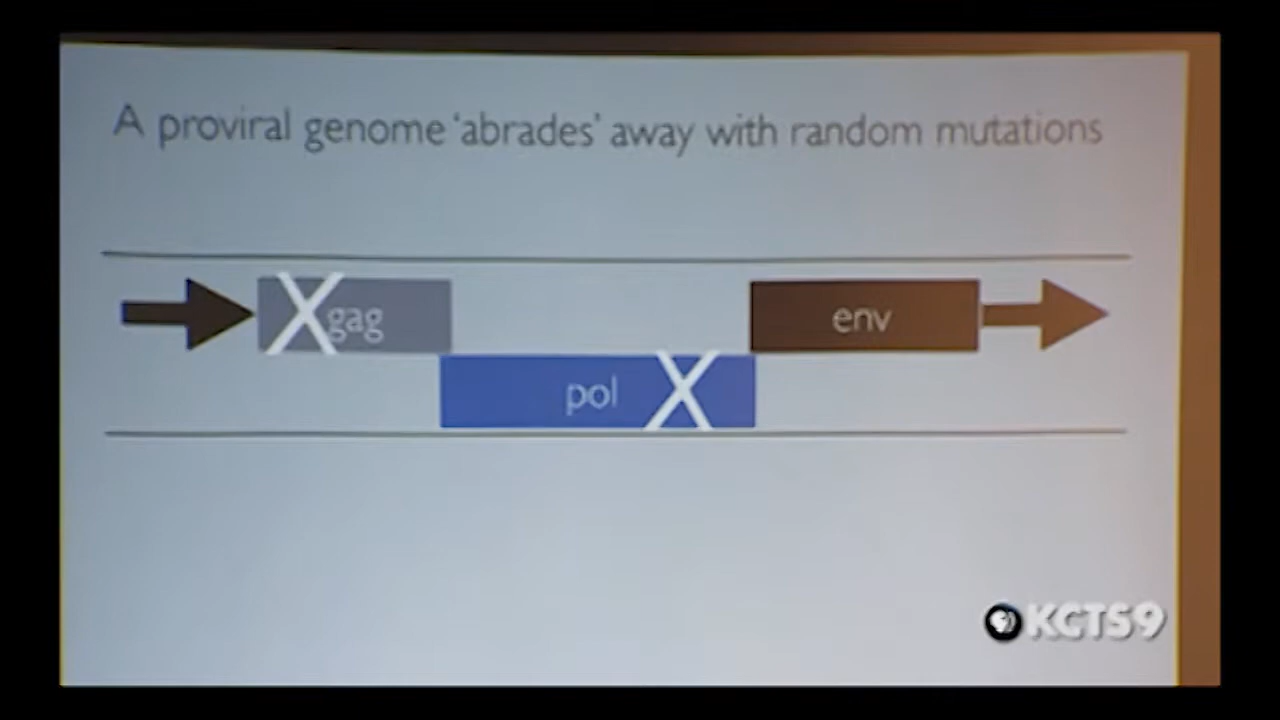 A proviral genome 'abrades' away with random mutations
X gag
env
pol X
KCTS9